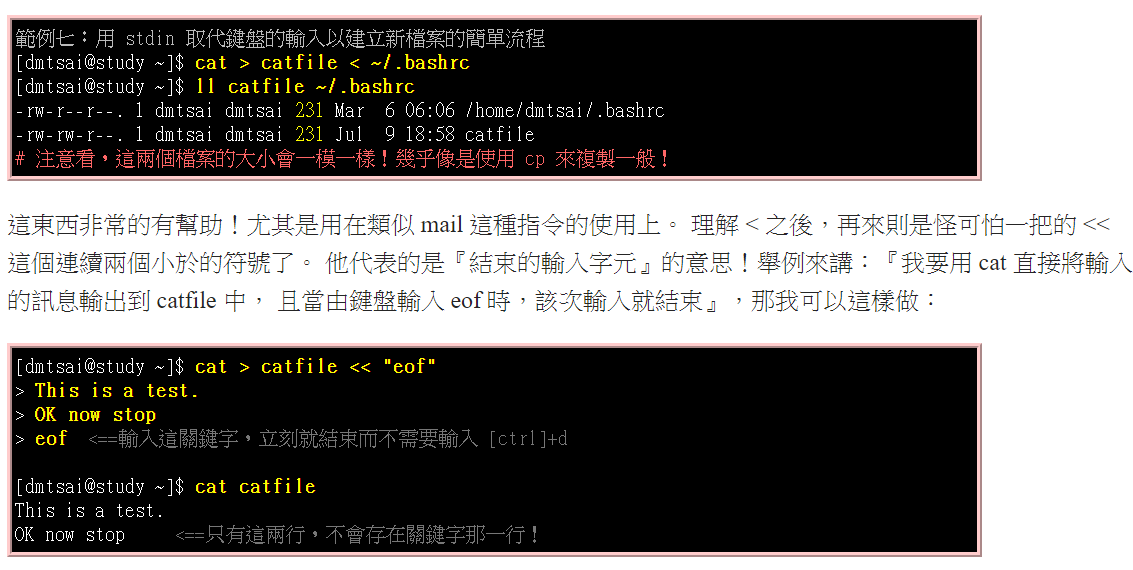 範例七：用 stdin 取代鍵盤的輸入以建立新檔案的簡單流程
[dmtsai@study ~]$ cat > catfile < ~/.bashrc
[dmtsai@study ~]$ ll catfile ~/.bashrc
-rw-r--r--. 1 dmtsai dmtsai 231 Mar  6 06:06 /home/dmtsai/.bashrc
-rw-rw-r--. 1 dmtsai dmtsai 231 Jul  9 18:58 catfile
# 注意看，這兩個檔案的大小會一模一樣！幾乎像是使用 cp 來複製一般！
這東西非常的有幫助！尤其是用在類似 mail 這種指令的使用上。 理解 < 之後，再來則是怪可怕一把的 <<
這個連續兩個小於的符號了。 他代表的是『結束的輸入字元』的意思！舉例來講：『我要用 cat 直接將輸入
的訊息輸出到 catfile 中， 且當由鍵盤輸入 eof 時，該次輸入就結束』，那我可以這樣做：
[dmtsai@study ~]$ cat > catfile << "eof"
> This is a test.
> OK now stop
> eof  <==輸入這關鍵字，立刻就結束而不需要輸入 [ctrl]+d
[dmtsai@study ~]$ cat catfile
This is a test.
OK now stop     <==只有這兩行，不會存在關鍵字那一行！